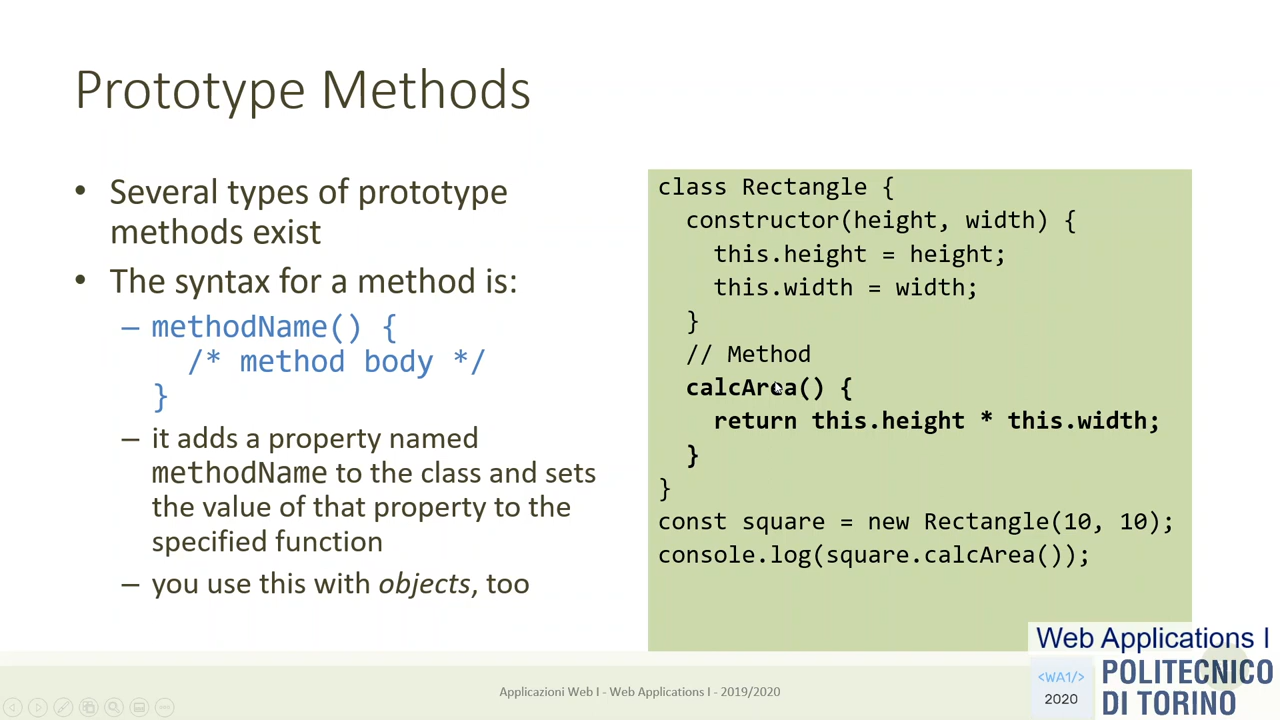 Prototype Methods
• Several types of prototype
methods exist
• The syntax for a method is:
– methodName() {
/* method body */
}
– it adds a property named
methodName to the class and sets
the value of that property to the
specified function
– you use this with objects, too
class Rectangle {
constructor(height, width) {
this.height = height;
this.width = width;
}
// Method
calcArea() {
return this.height * this.width;
}
}
const square = new Rectangle(10, 10);
console.log(square.calcArea());
Applicazioni Web I - Web Applications I - 2019/2020
Web Applications I
<WA1/>
2020
POLITECNICO
DI TORINO